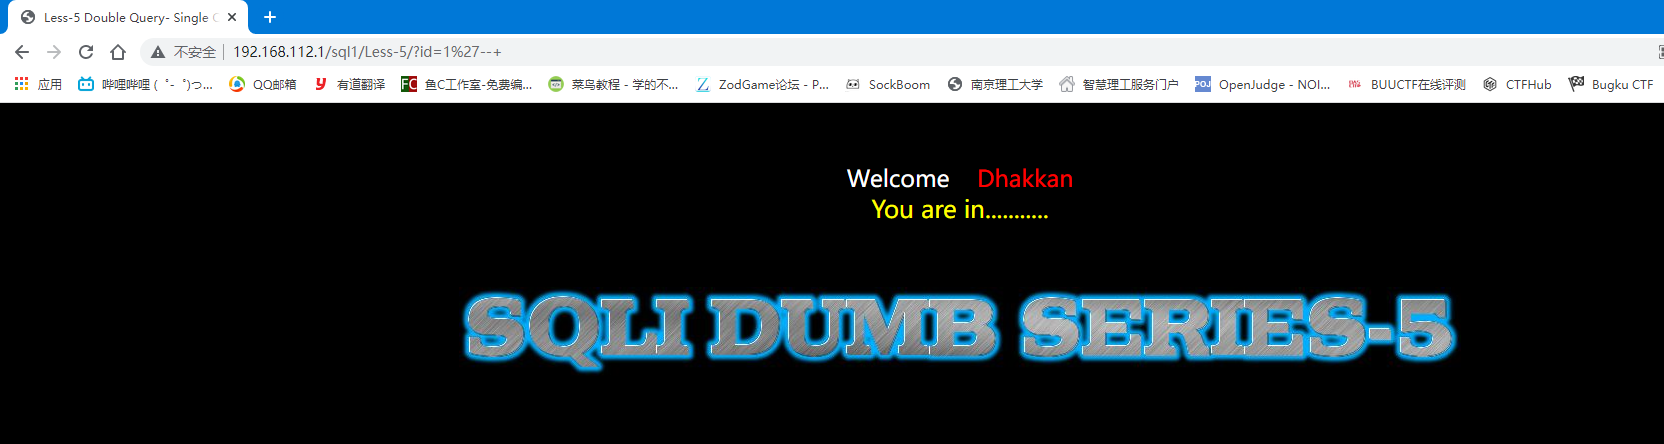 Less-5 Double Query- Single
不安全 192.168.112.1/sql1/Less-5/?id=1%27--+
应用 哔哩哔哩 ( ゜- ゜)つ... QQ邮箱 有道翻译 FC 鱼C工作室-免费编... 菜鸟教程 - 学的不... ZodGame论坛 - P... SockBoom 南京理工大学 智慧理工服务门户 POJ OpenJudge - NOI... BUUCTF在线评测 CTFHub Bugku CTF
Welcome Dhakkan
You are in...........
SQLI DUMB SERIES-5